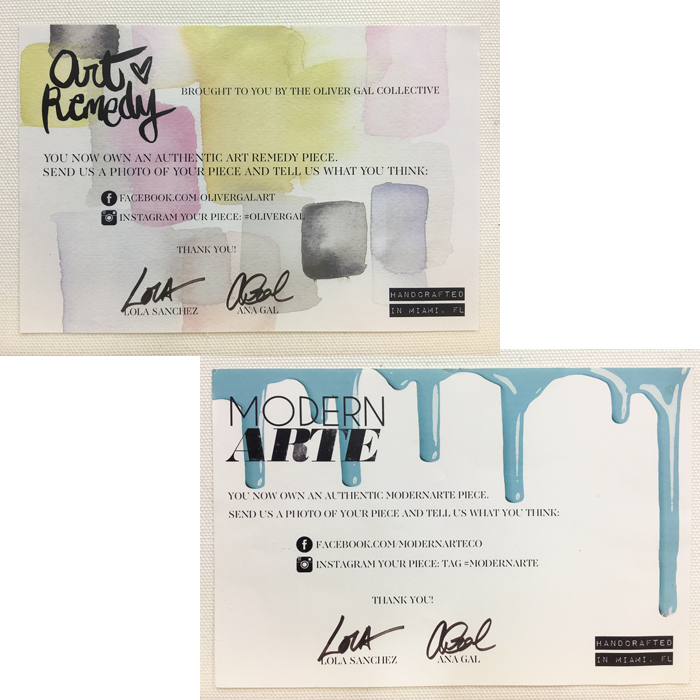 Art
Remedy
BROUGHT TO YOU BY THE OLIVER GAL COLLECTIVE
YOU NOW OWN AN AUTHENTIC ART REMEDY PIECE.
SEND US A PHOTO OF YOUR PIECE AND TELL US WHAT YOU THINK:
FACEBOOK.COM/OLIVERGALART
INSTAGRAM YOUR PIECE: #OLIVERGAL
THANK YOU!
LOLA SANCHEZ ANA GAL
HANDCRAFTED
IN MIAMI, FL
MODERN
ARTE
YOU NOW OWN AN AUTHENTIC MODERNARTE PIECE.
SEND US A PHOTO OF YOUR PIECE AND TELL US WHAT YOU THINK:
FACEBOOK.COM/MODERNARTECO
INSTAGRAM YOUR PIECE: TAG #MODERNARTE
THANK YOU!
LOLA
LOLA SANCHEZ ANA GAL
HANDCRAFTED
IN MIAMI, FL